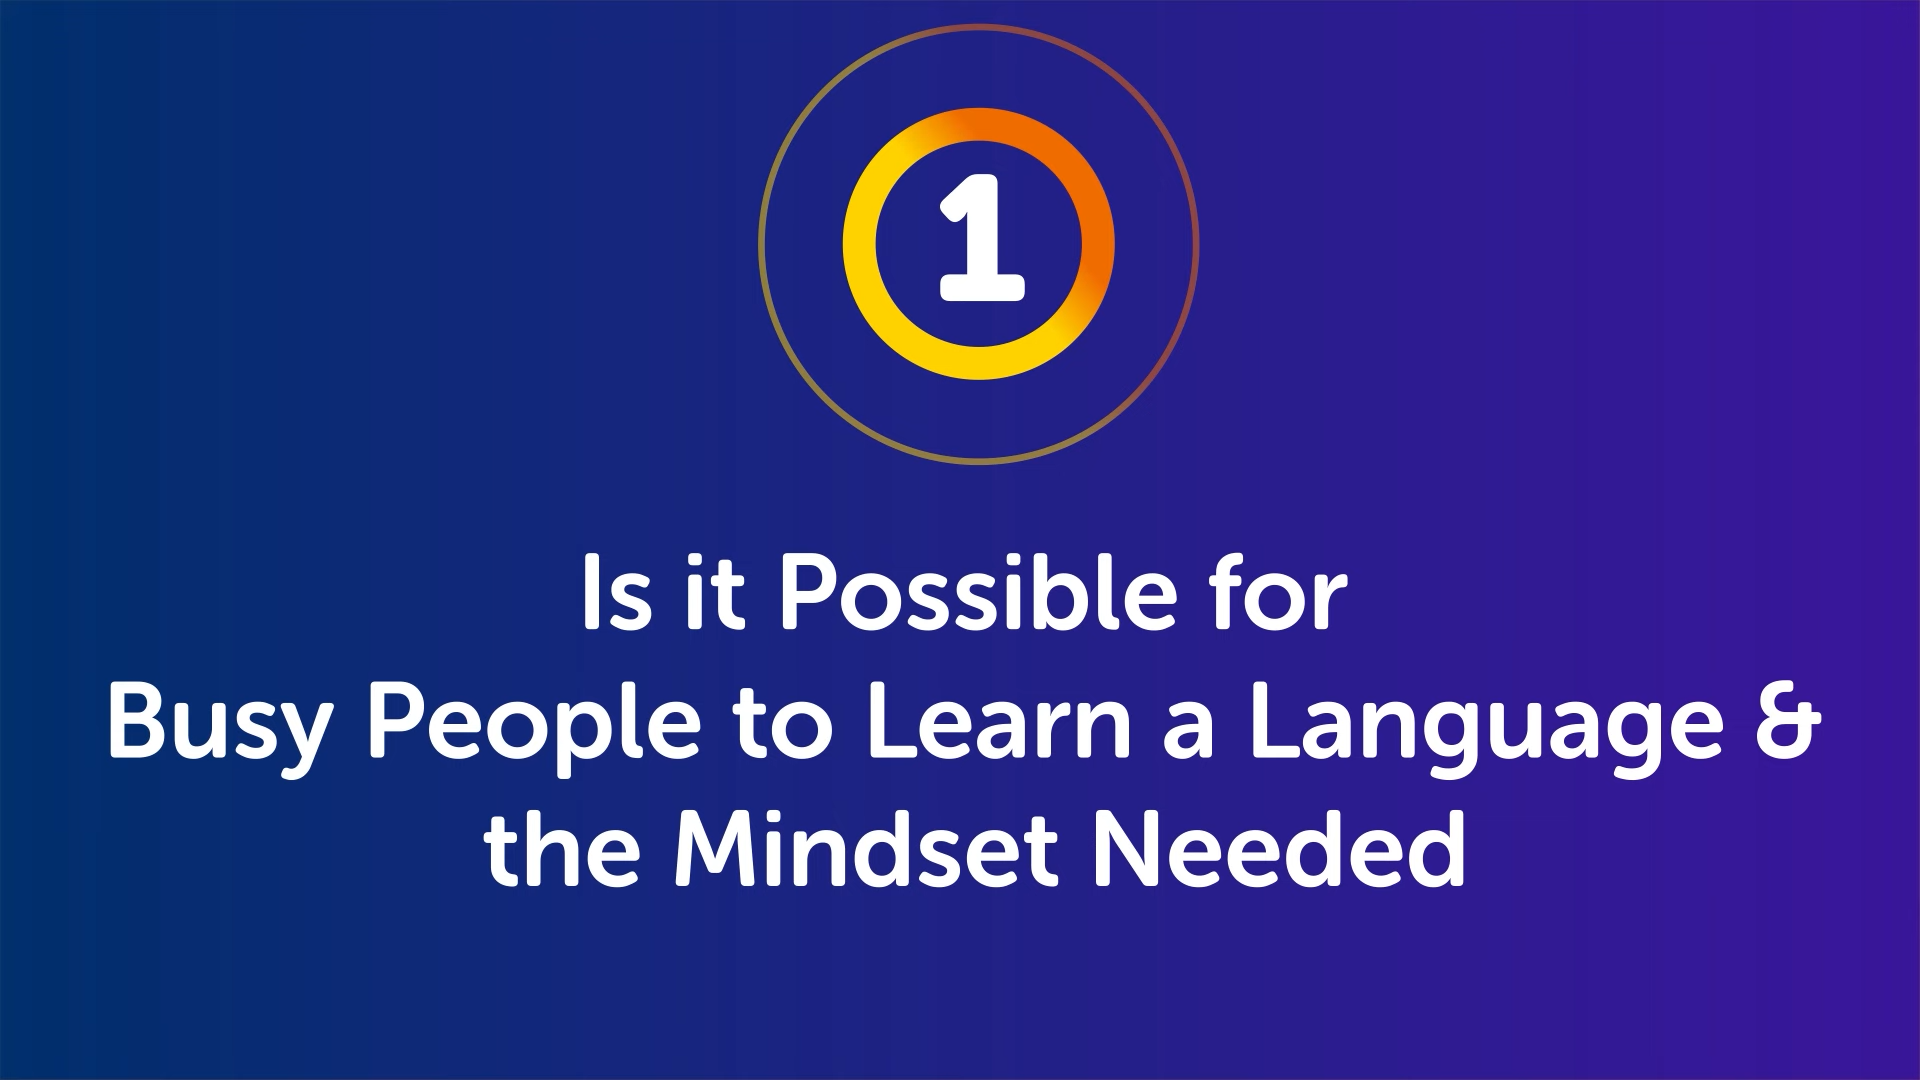 1
Is it Possible for
Busy People to Learn a Language &
the Mindset Needed